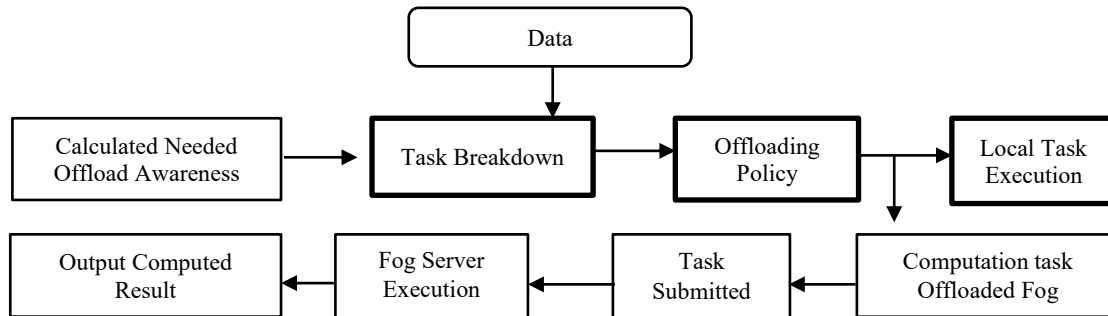 Data
Calculated Needed
Offload Awareness
Task Breakdown
Offloading
Policy
Local Task
Execution
Output Computed
Result
Fog Server
Execution
Task
Submitted
Computation task
Offloaded Fog